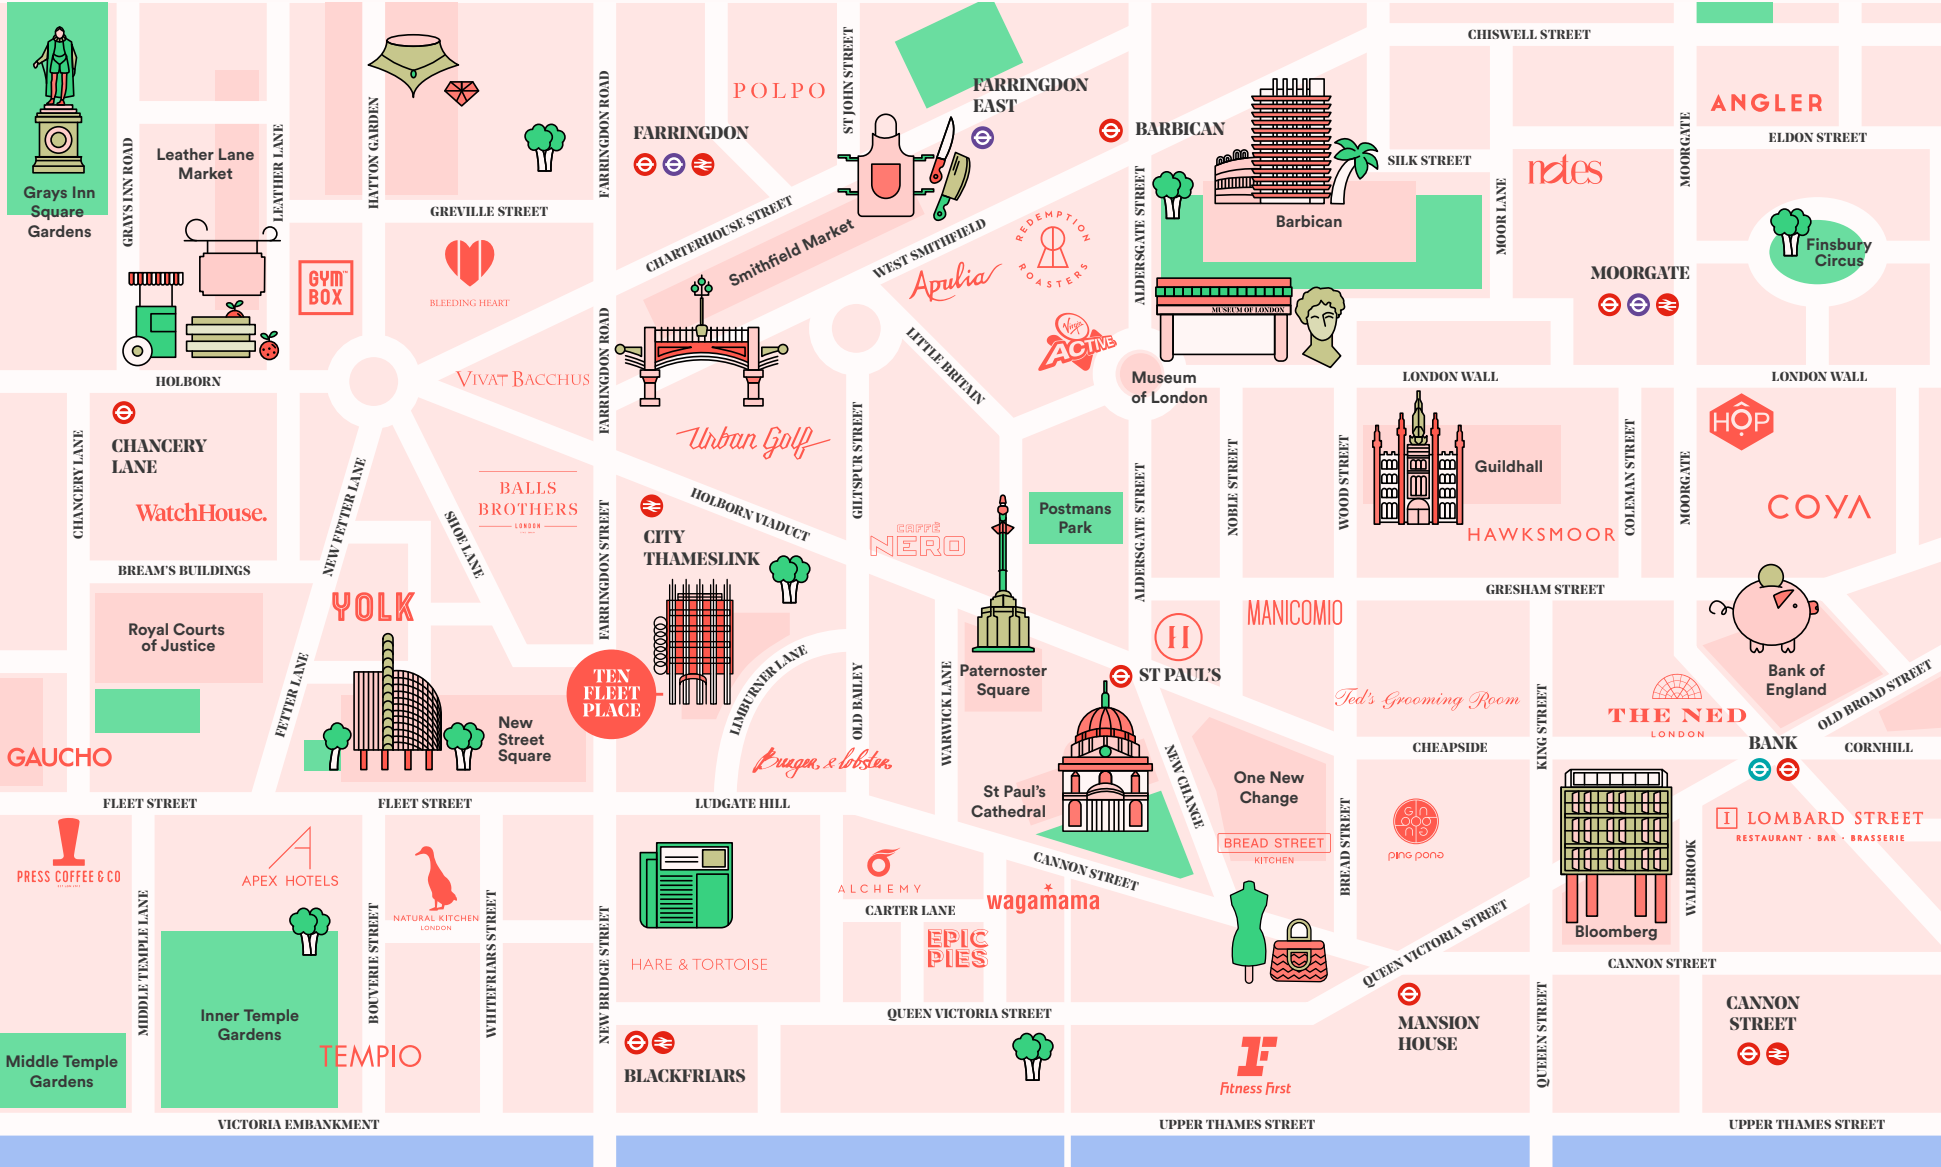 CHISWELL STREET
POLPO
ST JOHN STREET
FARRINGDON
EAST
ANGLER
ELDON STREET
FARRINGDON
BARBICAN
FARRINGDON ROAD
HATTON GARDEN
LEATHER LANE
GRAYS INN ROAD
Leather Lane
Market
Grays Inn
Square
Gardens
GREVILLE STREET
SILK STREET
notes
MOORGATE
MOOR LANE
ALDERSGATE STREET
Barbican
CHARTERHOUSE STREET
Smithfield Market
WEST SMITHFIELD
REDEMPTION
ROASTERS
Apulia
Finsbury
Circus
MOORGATE
GYM
BOX
BLEEDING HEART
MUSEUM OF LONDON
Virgin
ACTIVE
FARRINGDON ROAD
LITTLE BRITAIN
VIVAT BACCHUS
HOLBORN
Museum
of London
LONDON WALL
LONDON WALL
CHANCERY
LANE
CHANCERY LANE
WatchHouse.
NEW FETTER LANE
SHOE LANE
BALLS
BROTHERS
LONDON
Urban Golf
GILTSPUR STREET
HOLBORN VIADUCT
CITY
THAMESLINK
FARRINGDON STREET
CAFFÈ
NERO
Postmans
Park
ALDERSGATE STREET
NOBLE STREET
WOOD STREET
Guildhall
HAWKSMOOR
COLEMAN STREET
MOORGATE
HÔP
COYA
BREAM'S BUILDINGS
GRESHAM STREET
YOLK
Royal Courts
of Justice
MANICOMIO
H
ST PAUL'S
Paternoster
Square
TEN
FLEET
PLACE
LIMBURNER LANE
OLD BAILEY
WARWICK LANE
FETTER LANE
New
Street
Square
GAUCHO
Bank of
England
OLD BROAD STREET
Ted's Grooming Room
THE NED
LONDON
KING STREET
CHEAPSIDE
BANK
CORNHILL
Burger & Lobster
NEW CHANGE
One New
Change
St Paul's
Cathedral
FLEET STREET
FLEET STREET
LUDGATE HILL
BREAD STREET
KITCHEN
BREAD STREET
ping pong
LOMBARD STREET
RESTAURANT · BAR · BRASSERIE
WALBROOK
Bloomberg
PRESS COFFEE & CO
APEX HOTELS
NATURAL KITCHEN
LONDON
ALCHEMY
CARTER LANE
wagamama
CANNON STREET
EPIC
PIES
HARE & TORTOISE
MIDDLE TEMPLE LANE
BOUVERIE STREET
WHITEFRIARS STREET
NEW BRIDGE STREET
QUEEN VICTORIA STREET
CANNON STREET
Inner Temple
Gardens
TEMPIO
Middle Temple
Gardens
QUEEN VICTORIA STREET
MANSION
HOUSE
QUEEEN STREET
CANNON
STREET
BLACKFRIARS
1F
Fitness First
VICTORIA EMBANKMENT
UPPER THAMES STREET
UPPER THAMES STREET